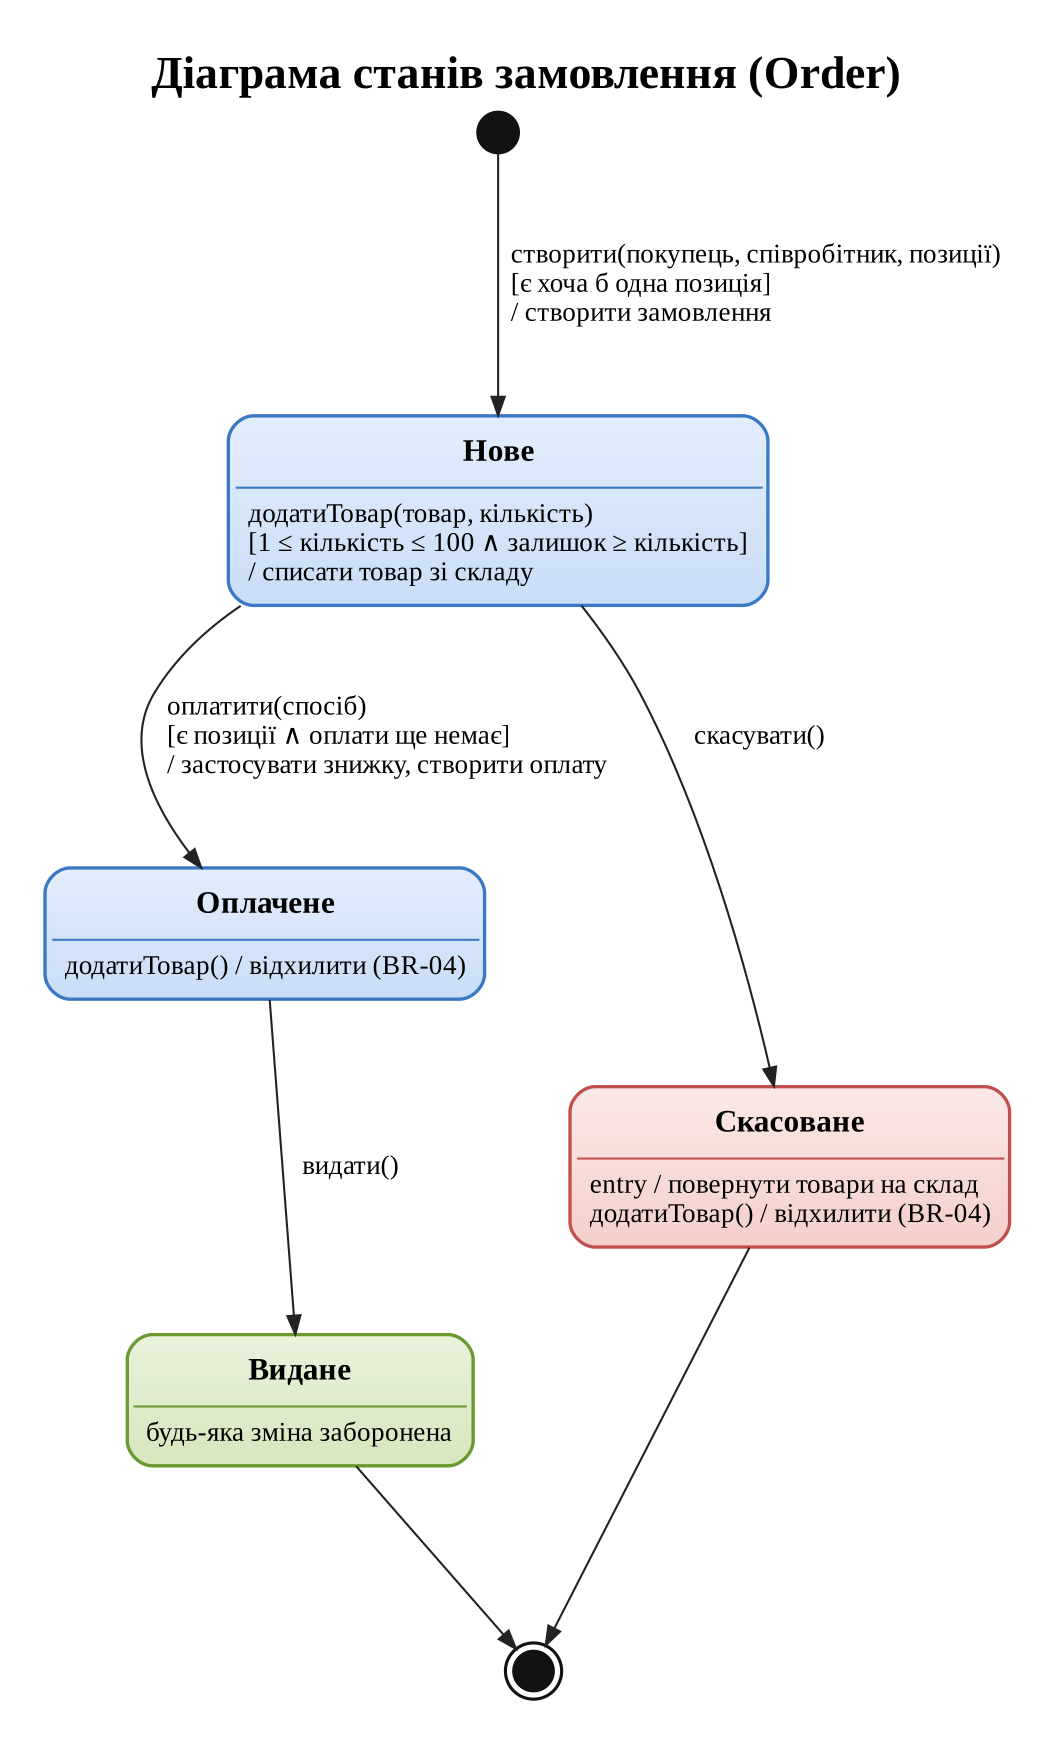 Діаграма станів замовлення (Order)
створити(покупець, співробітник, позиції)
[є хоча б одна позиція]
/ створити замовлення
Нове
додатиТовар(товар, кількість)
[1 ≤ кількість ≤ 100 ∧ залишок ≥ кількість]
/ списати товар зі складу
оплатити(спосіб)
[є позиції ∧ оплати ще немає]
/ застосувати знижку, створити оплату
скасувати()
Оплачене
додатиТовар() / відхилити (BR-04)
Скасоване
entry / повернути товари на склад
додатиТовар() / відхилити (BR-04)
видати()
Видане
будь-яка зміна заборонена